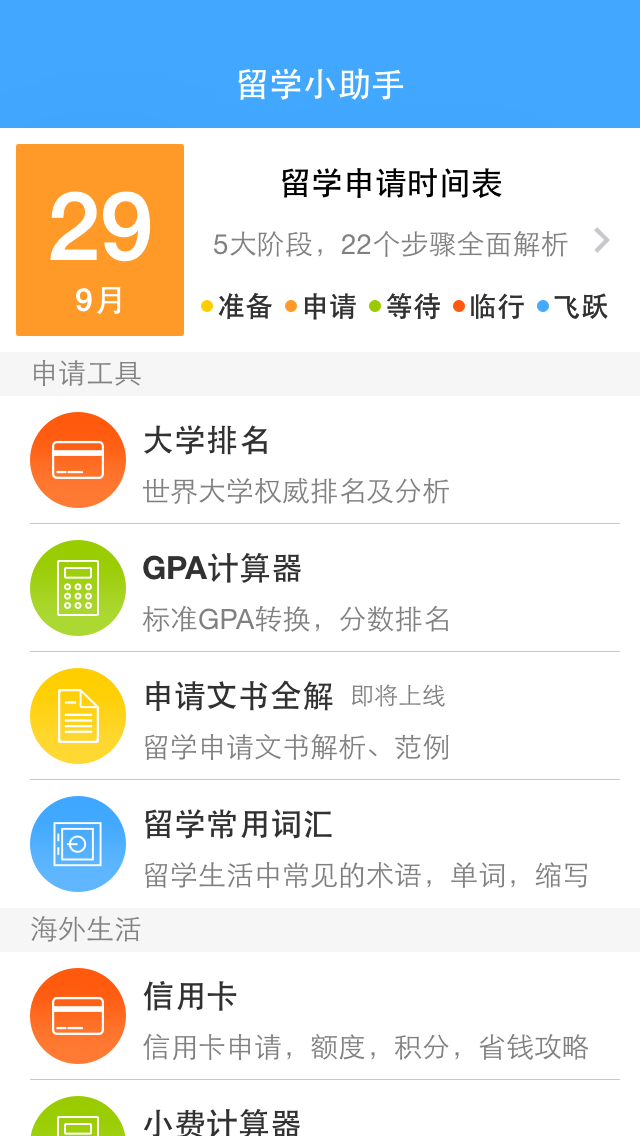 留学小助手
29
9月
留学申请时间表
5大阶段，22个步骤全面解析
准备 申请 等待 临行 飞跃
申请工具
大学排名
世界大学权威排名及分析
GPA计算器
标准GPA转换，分数排名
申请文书全解 即将上线
留学申请文书解析、范例
留学常用词汇
留学生活中常见的术语，单词，缩写
海外生活
信用卡
信用卡申请，额度，积分，省钱攻略
小费计算器